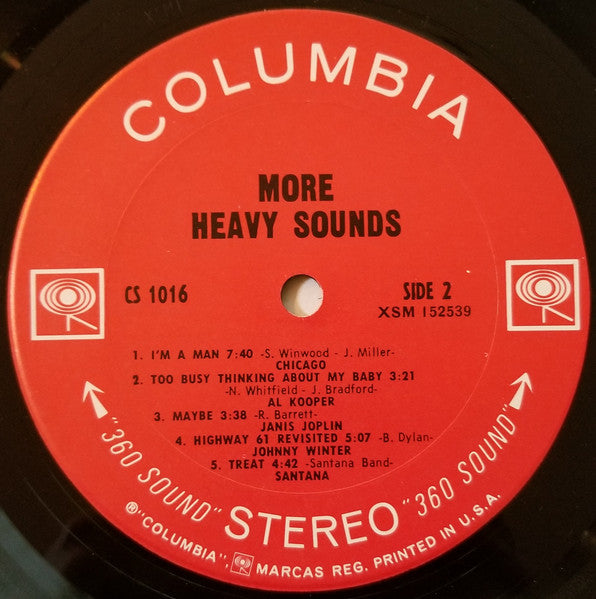 COLUMBIA
MORE
HEAVY SOUNDS
CS 1016
SIDE 2
XSM 152539
1. I'M A MAN 7:40 -S. Winwood - J. Miller-
CHICAGO
2. TOO BUSY THINKING ABOUT MY BABY 3:21
-N. Whitfield - J. Bradford-
AL KOOPER
3. MAYBE 3:38 -R. Barrett-
JANIS JOPLIN
4. HIGHWAY 61 REVISITED 5:07 -B. Dylan-
JOHNNY WINTER
5. TREAT 4:42 -Santana Band-
SANTANA
"360 SOUND" STEREO "360 SOUND"
℗"COLUMBIA", MARCAS REG. PRINTED IN U.S.A.